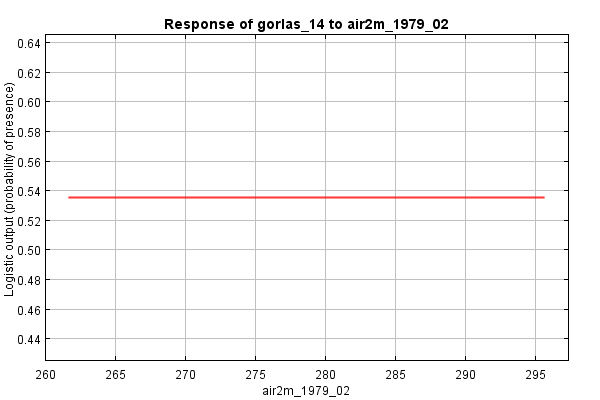 Response of gorlas_14 to air2m_1979_02
Logistic output (probability of presence)
0.64
0.62
0.60
0.58
0.56
0.54
0.52
0.50
0.48
0.46
0.44
260 265 270 275 280 285 290 295
air2m_1979_02